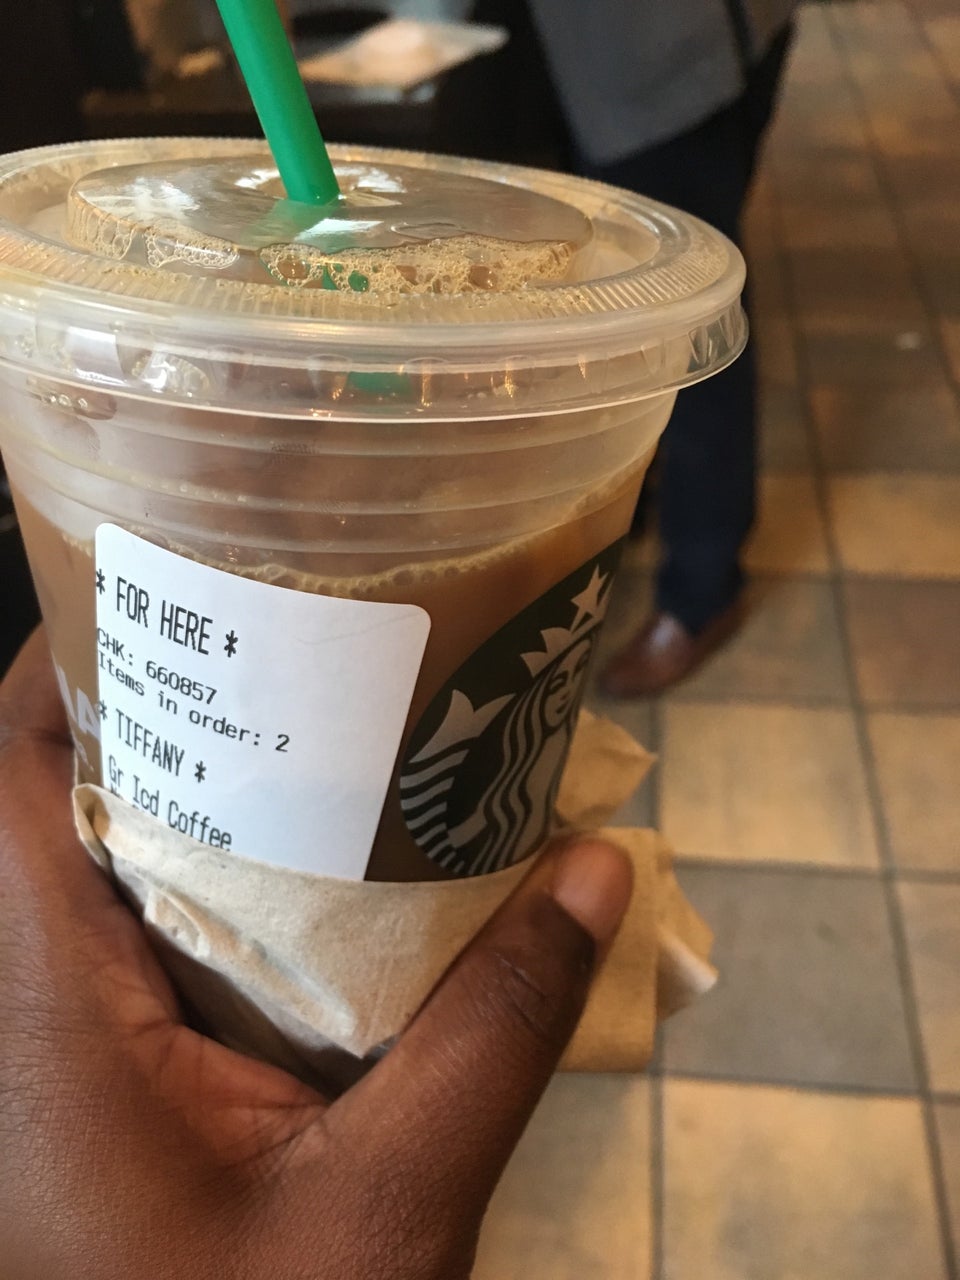 * FOR HERE *
CHK: 660857
Items in order: 2
* TIFFANY *
Gr Icd Coffee